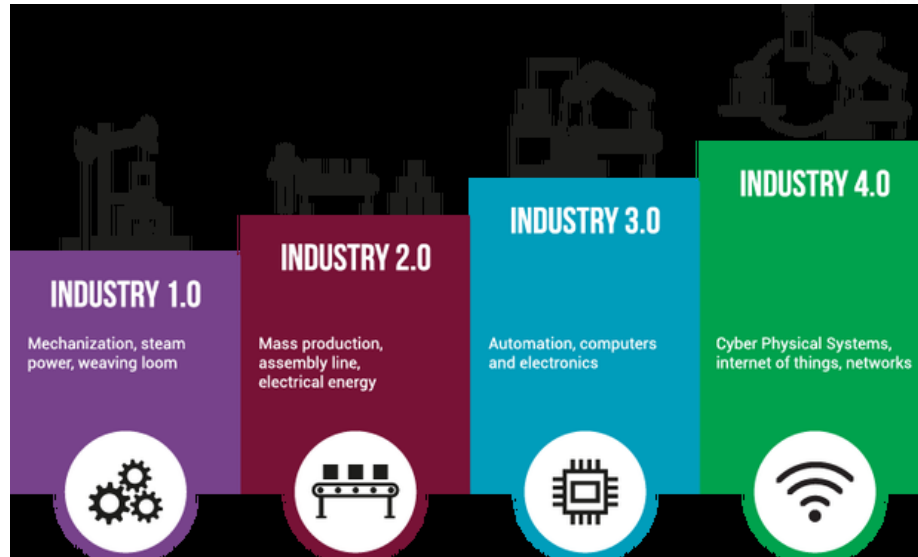 INDUSTRY 1.0
Mechanization, steam
power, weaving loom
INDUSTRY 2.0
Mass production,
assembly line,
electrical energy
INDUSTRY 3.0
Automation, computers
and electronics
INDUSTRY 4.0
Cyber Physical Systems,
internet of things, networks